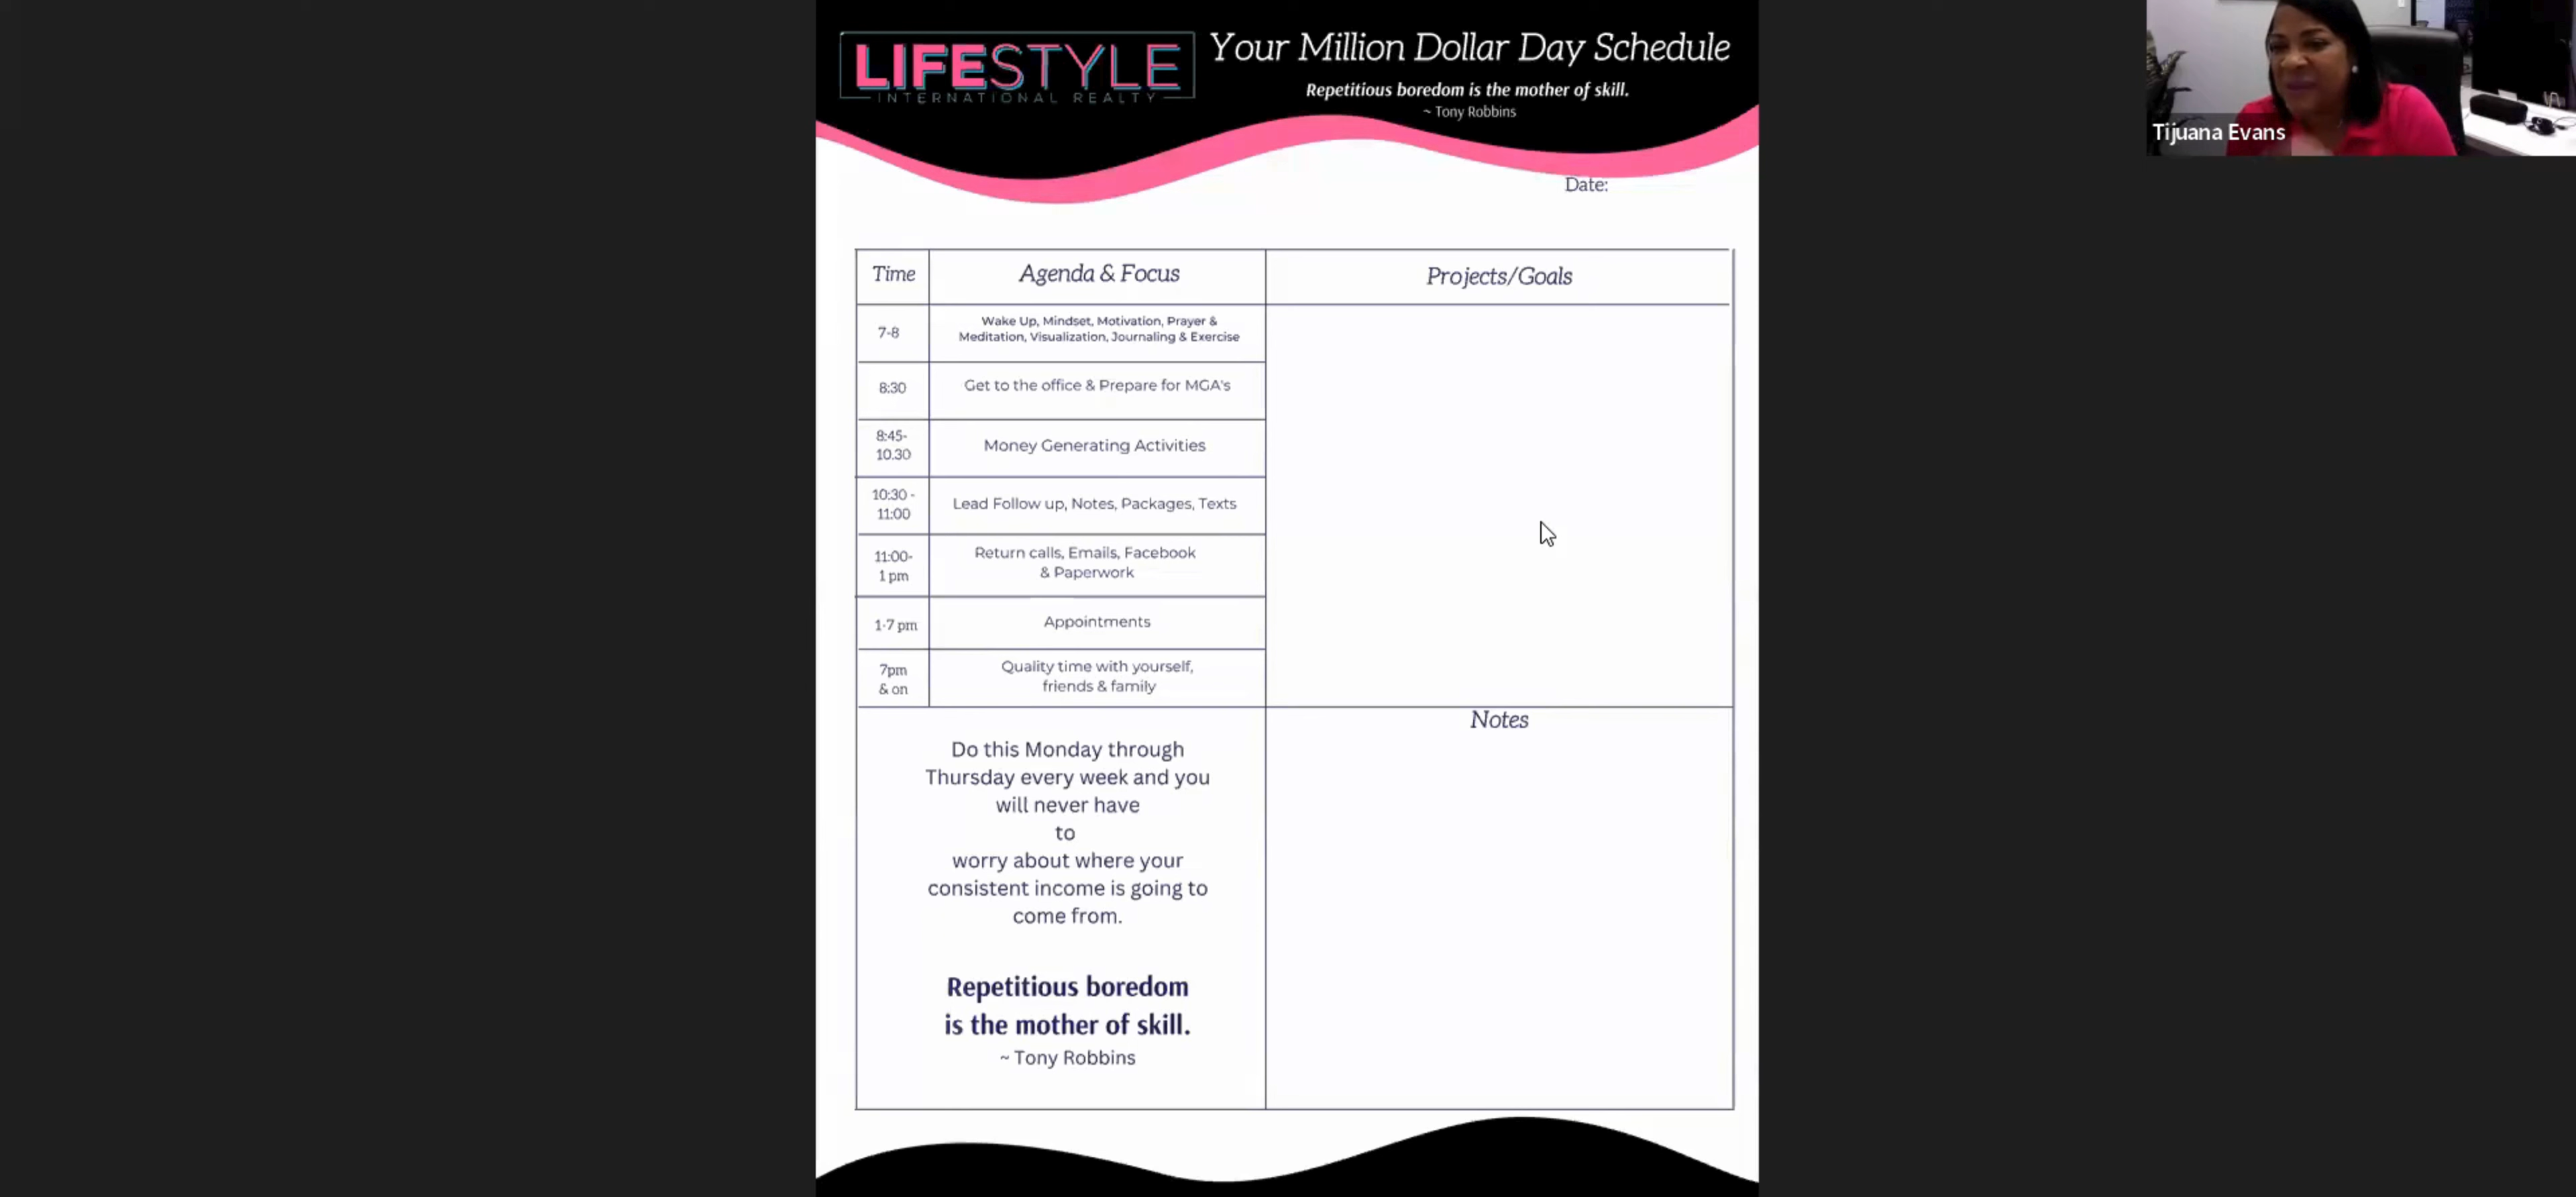 LIFESTYLE
INTERNATIONAL REALTY
Your Million Dollar Day Schedule
Repetitious boredom is the mother of skill.
~ Tony Robbins
Tijuana Evans
Date:
Time
Agenda & Focus
Projects/Goals
7-8
Wake Up, Mindset, Motivation, Prayer &
Meditation, Visualization, Journaling & Exercise
8:30
Get to the office & Prepare for MGA's
8:45-
10.30
Money Generating Activities
10:30 -
11:00
Lead Follow up, Notes, Packages, Texts
11:00-
1 pm
Return calls, Emails, Facebook
& Paperwork
1-7 pm
Appointments
7pm
& on
Quality time with yourself,
friends & family
Notes
Do this Monday through
Thursday every week and you
will never have
to
worry about where your
consistent income is going to
come from.
Repetitious boredom
is the mother of skill.
~ Tony Robbins